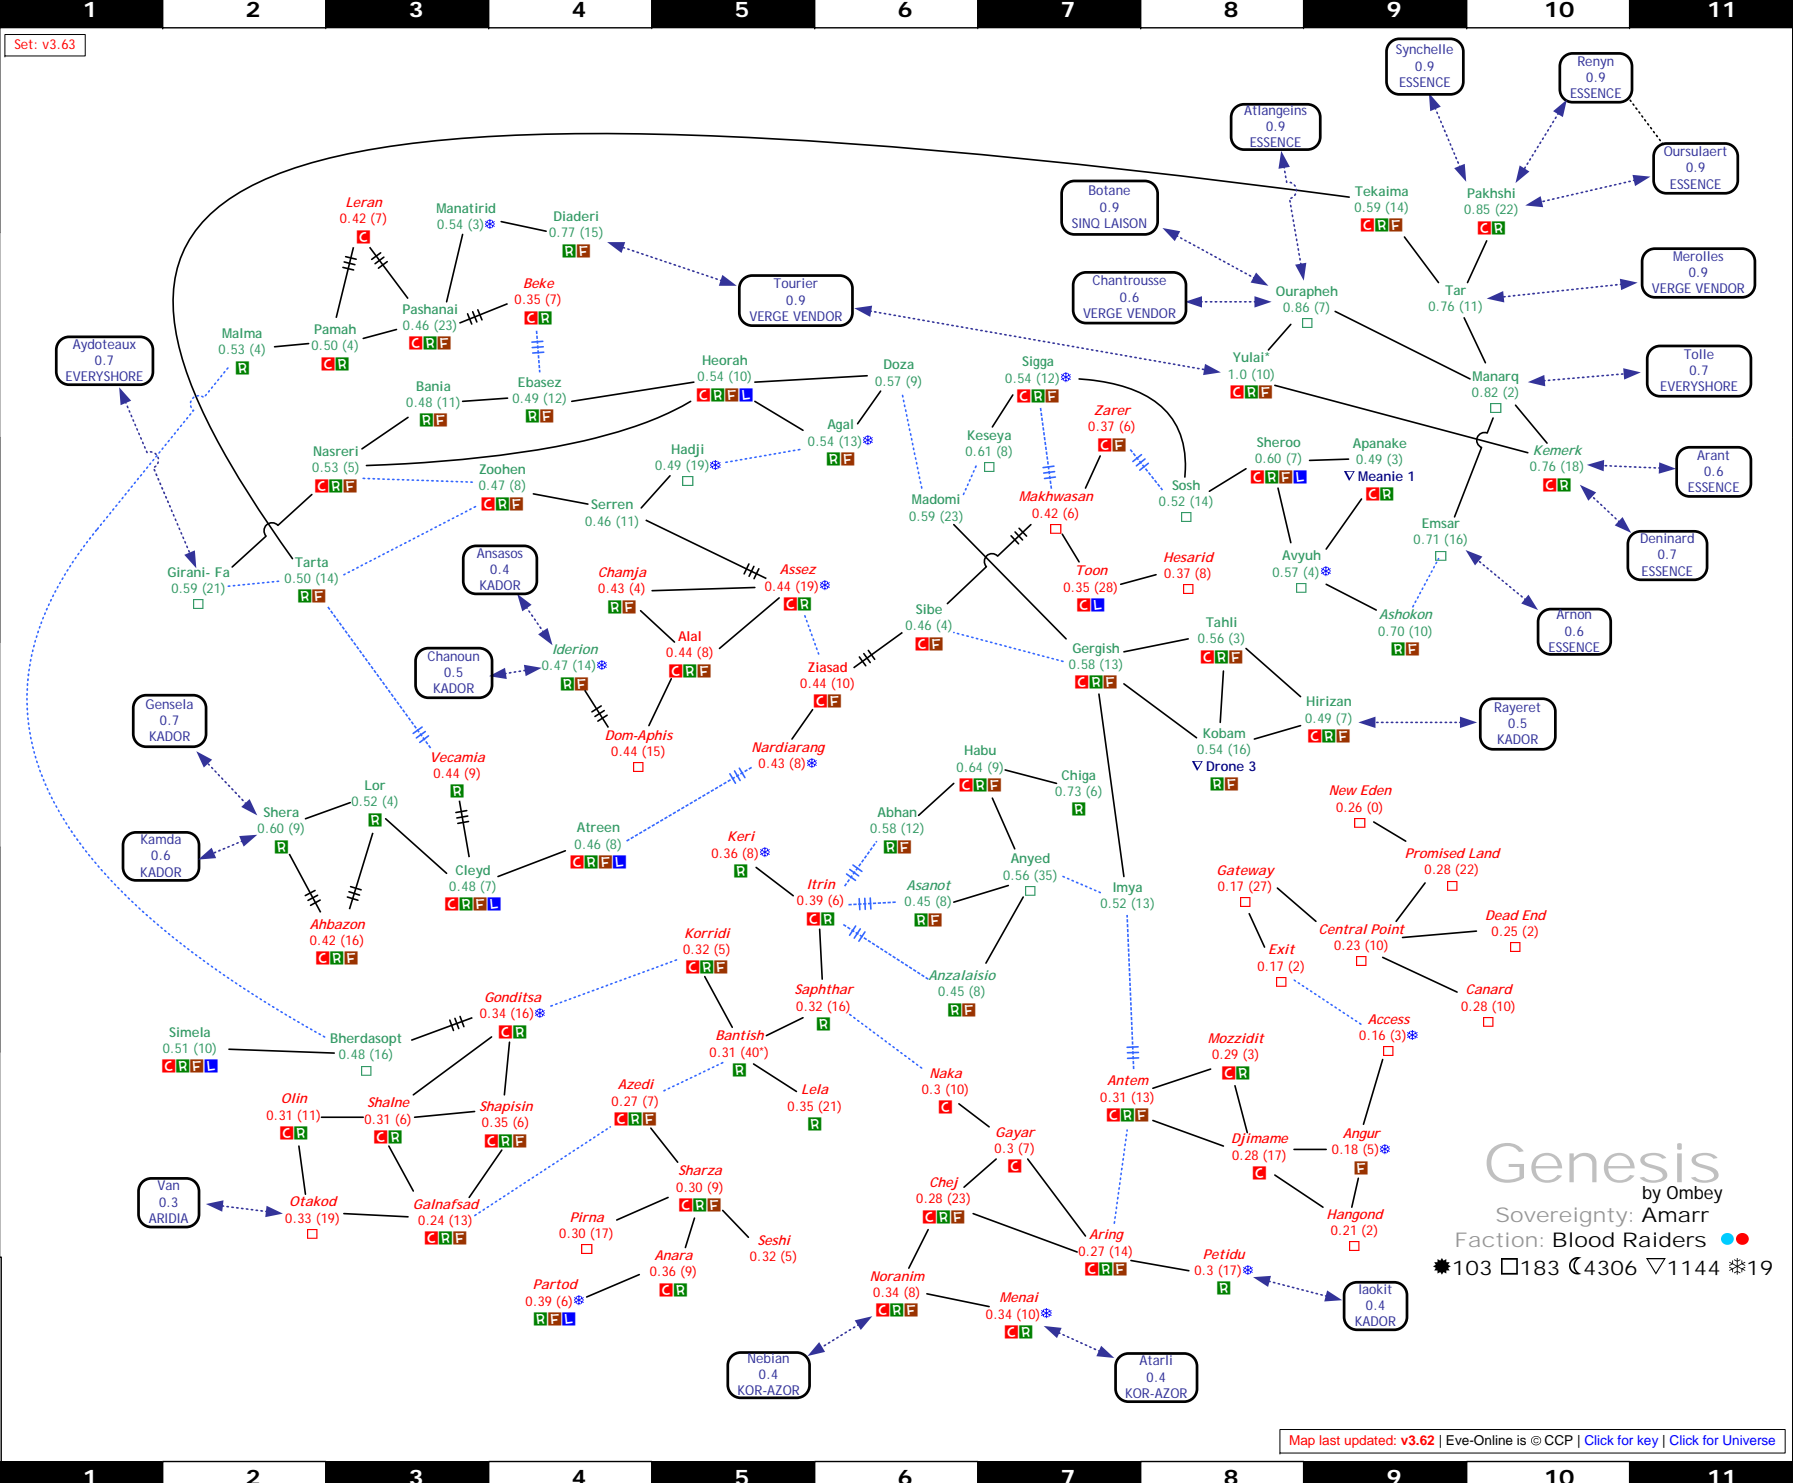 1 2 3 4 5 6 7 8 9 10 11
Set: v3.63
Synchelle
0.9
ESSENCE
Renyn
0.9
ESSENCE
Atlangeins
0.9
ESSENCE
Oursulaert
0.9
ESSENCE
Botane
0.9
SINQ LAISON
Tekaima
0.59 (14)
C R F
Pakhshi
0.85 (22)
C R
Leran
0.42 (7)
C
Manatirid
0.54 (3)
Diaderi
0.77 (15)
R F
Tourier
0.9
VERGE VENDOR
Chantrousse
0.6
VERGE VENDOR
Ourapheh
0.86 (7)
Tar
0.76 (11)
Merolles
0.9
VERGE VENDOR
Beke
0.35 (7)
C R
Pashanai
0.46 (23)
C R F
Pamah
0.50 (4)
C R
Malma
0.53 (4)
R
Aydoteaux
0.7
EVERYSHORE
Heorah
0.54 (10)
C R F L
Doza
0.57 (9)
Sigga
0.54 (12)
C R F
Yulai*
1.0 (10)
C R F
Manarq
0.82 (2)
Tolle
0.7
EVERYSHORE
Bania
0.48 (11)
R F
Ebasez
0.49 (12)
R F
Agal
0.54 (13)
R F
Zarer
0.37 (6)
C F
Keseya
0.61 (8)
Sheroo
0.60 (7)
C R F L
Apanake
0.49 (3)
Meanie 1
C R
Kemerk
0.76 (18)
C R
Arant
0.6
ESSENCE
Nasreri
0.53 (5)
C R F
Zoohen
0.47 (8)
C R F
Hadji
0.49 (19)
Serren
0.46 (11)
Madomi
0.59 (23)
Makhwasan
0.42 (6)
Sosh
0.52 (14)
Emsar
0.71 (16)
Deninard
0.7
ESSENCE
Girani- Fa
0.59 (21)
Tarta
0.50 (14)
R F
Ansasos
0.4
KADOR
Chamja
0.43 (4)
R F
Assez
0.44 (19)
C R
Toon
0.35 (28)
C L
Hesarid
0.37 (8)
Avyuh
0.57 (4)
Ashokon
0.70 (10)
R F
Arnon
0.6
ESSENCE
Sibe
0.46 (4)
C F
Alal
0.44 (8)
C R F
Chanoun
0.5
KADOR
Iderion
0.47 (14)
R F
Ziasad
0.44 (10)
C F
Gergish
0.58 (13)
C R F
Tahli
0.56 (3)
C R F
Gensela
0.7
KADOR
Dom-Aphis
0.44 (15)
Nardiarang
0.43 (8)
Kobam
0.54 (16)
Drone 3
R F
Hirizan
0.49 (7)
C R F
Rayeret
0.5
KADOR
Vecamia
0.44 (9)
R
Habu
0.64 (9)
C R F
Chiga
0.73 (6)
R
New Eden
0.26 (0)
Shera
0.60 (9)
R
Lor
0.52 (4)
R
Kamda
0.6
KADOR
Atreen
0.46 (8)
C R F L
Keri
0.36 (8)
R
Abhan
0.58 (12)
R F
Promised Land
0.28 (22)
Cleyd
0.48 (7)
C R F L
Itrin
0.39 (6)
C R
Asanot
0.45 (8)
R F
Anyed
0.56 (35)
Imya
0.52 (13)
Gateway
0.17 (27)
Ahbazon
0.42 (16)
C R F
Korridi
0.32 (5)
C R F
Exit
0.17 (2)
Central Point
0.23 (10)
Dead End
0.25 (2)
Gonditsa
0.34 (16)
C R
Saphthar
0.32 (16)
R
Anzalaisio
0.45 (8)
R F
Canard
0.28 (10)
Simela
0.51 (10)
C R F L
Bherdasopt
0.48 (16)
Bantish
0.31 (40*)
R
Mozzidit
0.29 (3)
C R
Access
0.16 (3)
Olin
0.31 (11)
C R
Shalne
0.31 (6)
C R
Shapisin
0.35 (6)
C R F
Azedi
0.27 (7)
C R F
Lela
0.35 (21)
R
Naka
0.3 (10)
C
Antem
0.31 (13)
C R F
Gayar
0.3 (7)
C
Djimame
0.28 (17)
C
Angur
0.18 (5)
F
Van
0.3
ARIDIA
Otakod
0.33 (19)
Galnafsad
0.24 (13)
C R F
Sharza
0.30 (9)
C R F
Pirna
0.30 (17)
Seshi
0.32 (5)
Chej
0.28 (23)
C R F
Hangond
0.21 (2)
Anara
0.36 (9)
C R
Aring
0.27 (14)
C R F
Petidu
0.3 (17)
R
Partod
0.39 (6)
R F L
Noranim
0.34 (8)
C R F
Menai
0.34 (10)
C R
Iaokit
0.4
KADOR
Nebian
0.4
KOR-AZOR
Atarli
0.4
KOR-AZOR
Genesis
by Ombey
Sovereignty: Amarr
Faction: Blood Raiders
103 183 4306 1144 19
Map last updated: v3.62 | Eve-Online is © CCP | Click for key | Click for Universe
1 2 3 4 5 6 7 8 9 10 11